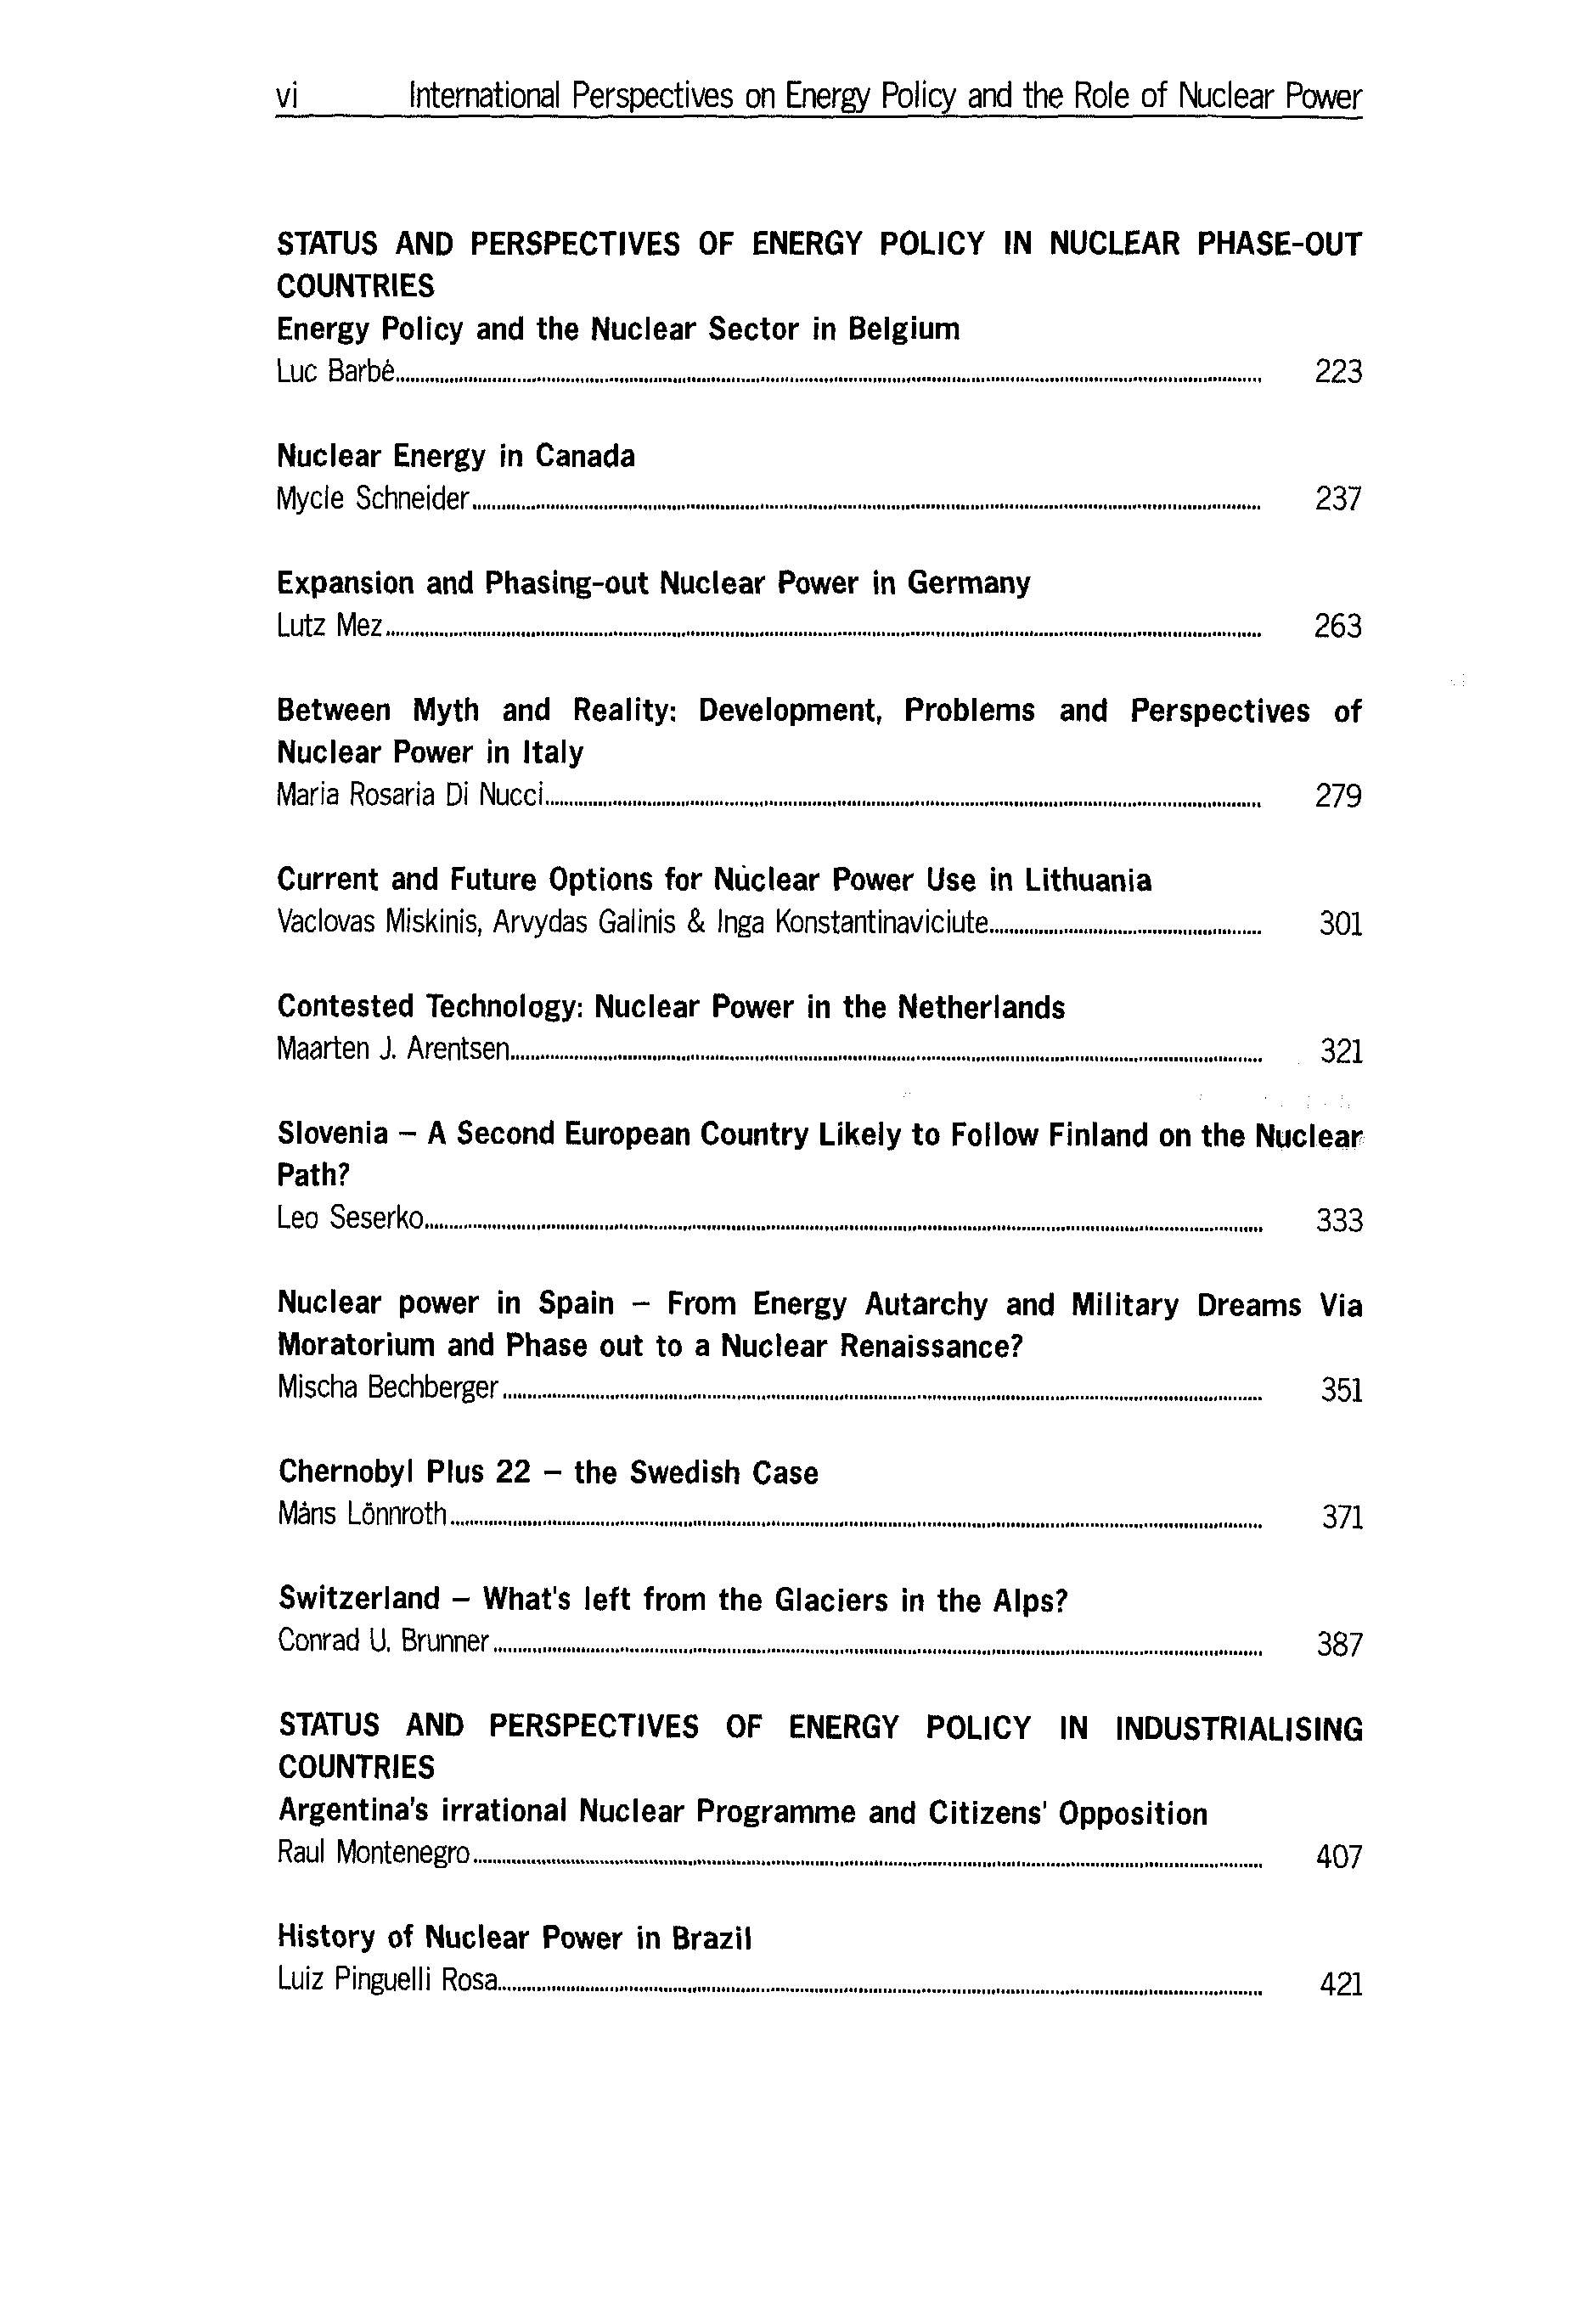 vi International Perspectives on Energy Policy and the Role of Nuclear Power
STATUS AND PERSPECTIVES OF ENERGY POLICY IN NUCLEAR PHASE-OUT
COUNTRIES
Energy Policy and the Nuclear Sector in Belgium
Luc Barbé 223
Nuclear Energy in Canada
Mycle Schneider 237
Expansion and Phasing-out Nuclear Power in Germany
Lutz Mez 263
Between Myth and Reality: Development, Problems and Perspectives of
Nuclear Power in Italy
Maria Rosaria Di Nucci 279
Current and Future Options for Nuclear Power Use in Lithuania
Vaclovas Miskinis, Arvydas Galinis & Inga Konstantinaviciute 301
Contested Technology: Nuclear Power in the Netherlands
Maarten J. Arentsen 321
Slovenia – A Second European Country Likely to Follow Finland on the Nuclear
Path?
Leo Seserko 333
Nuclear power in Spain – From Energy Autarchy and Military Dreams Via
Moratorium and Phase out to a Nuclear Renaissance?
Mischa Bechberger 351
Chernobyl Plus 22 – the Swedish Case
Måns Lönnroth 371
Switzerland – What's left from the Glaciers in the Alps?
Conrad U. Brunner 387
STATUS AND PERSPECTIVES OF ENERGY POLICY IN INDUSTRIALISING
COUNTRIES
Argentina's irrational Nuclear Programme and Citizens' Opposition
Raul Montenegro 407
History of Nuclear Power in Brazil
Luiz Pinguelli Rosa 421